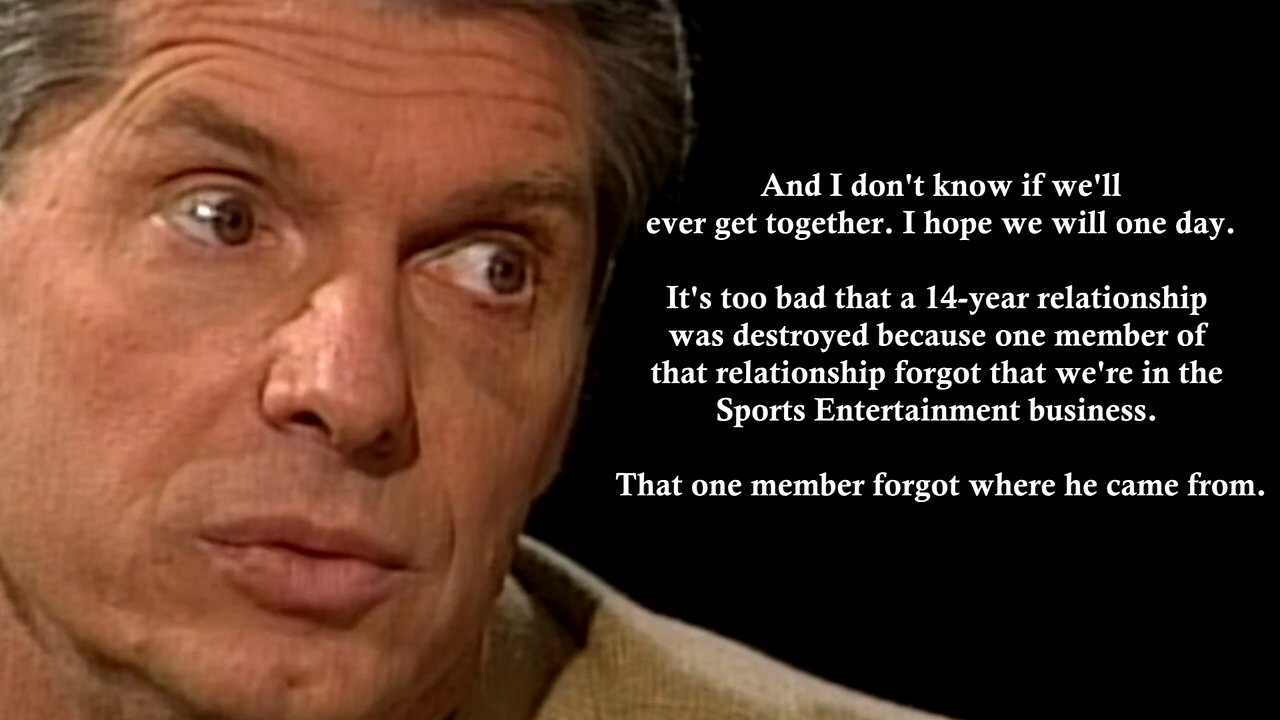 And I don't know if we'll
ever get together. I hope we will one day.
It's too bad that a 14-year relationship
was destroyed because one member of
that relationship forgot that we're in the
Sports Entertainment business.
That one member forgot where he came from.